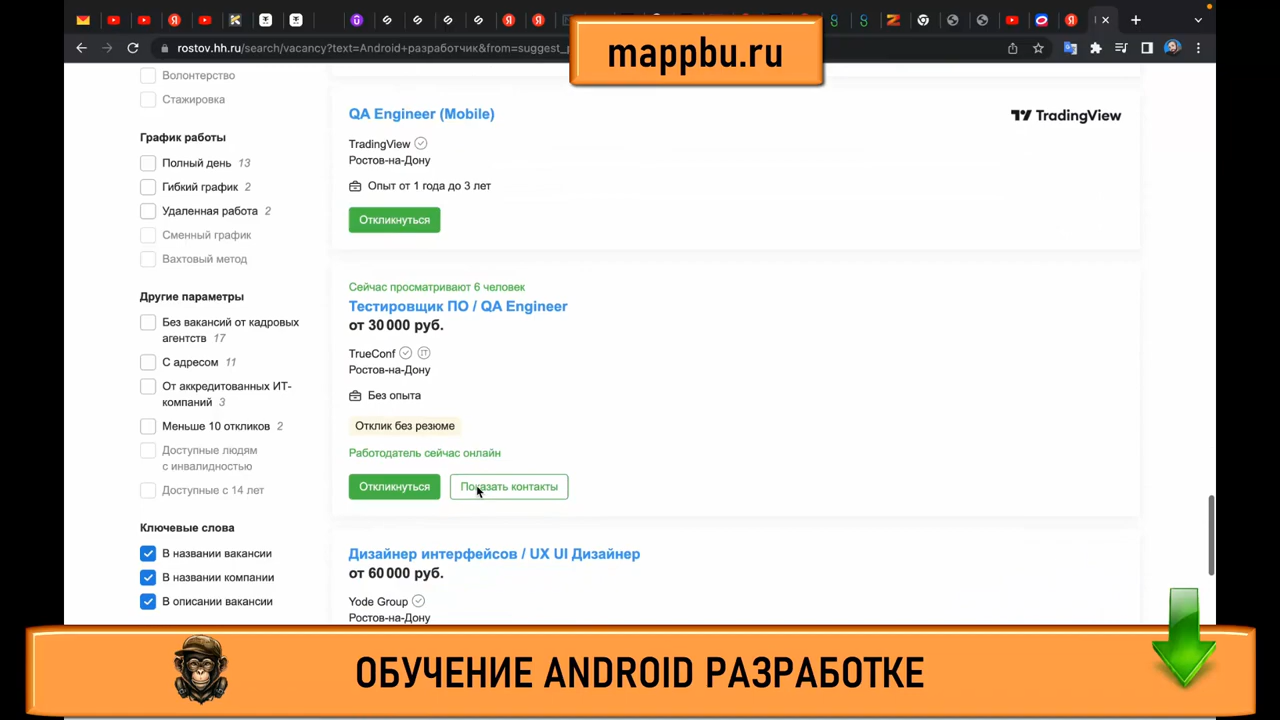 mappbu.ru
rostov.hh.ru/search/vacancy?text=Android+разработчик&from=suggest_
Волонтерство
Стажировка
График работы
Полный день 13
Гибкий график 2
Удаленная работа 2
Сменный график
Вахтовый метод
Другие параметры
Без вакансий от кадровых
агентств 17
С адресом 11
От аккредитованных ИТ-
компаний 3
Меньше 10 откликов 2
Доступные людям
с инвалидностью
Доступные с 14 лет
Ключевые слова
В названии вакансии
В названии компании
В описании вакансии
QA Engineer (Mobile)
TradingView
TradingView
Ростов-на-Дону
Опыт от 1 года до 3 лет
Откликнуться
Сейчас просматривают 6 человек
Тестировщик ПО / QA Engineer
от 30 000 руб.
TrueConf
Ростов-на-Дону
Без опыта
Отклик без резюме
Работодатель сейчас онлайн
Откликнуться
Показать контакты
Дизайнер интерфейсов / UX UI Дизайнер
от 60 000 руб.
Yode Group
Ростов-на-Дону
ОБУЧЕНИЕ ANDROID РАЗРАБОТКЕ